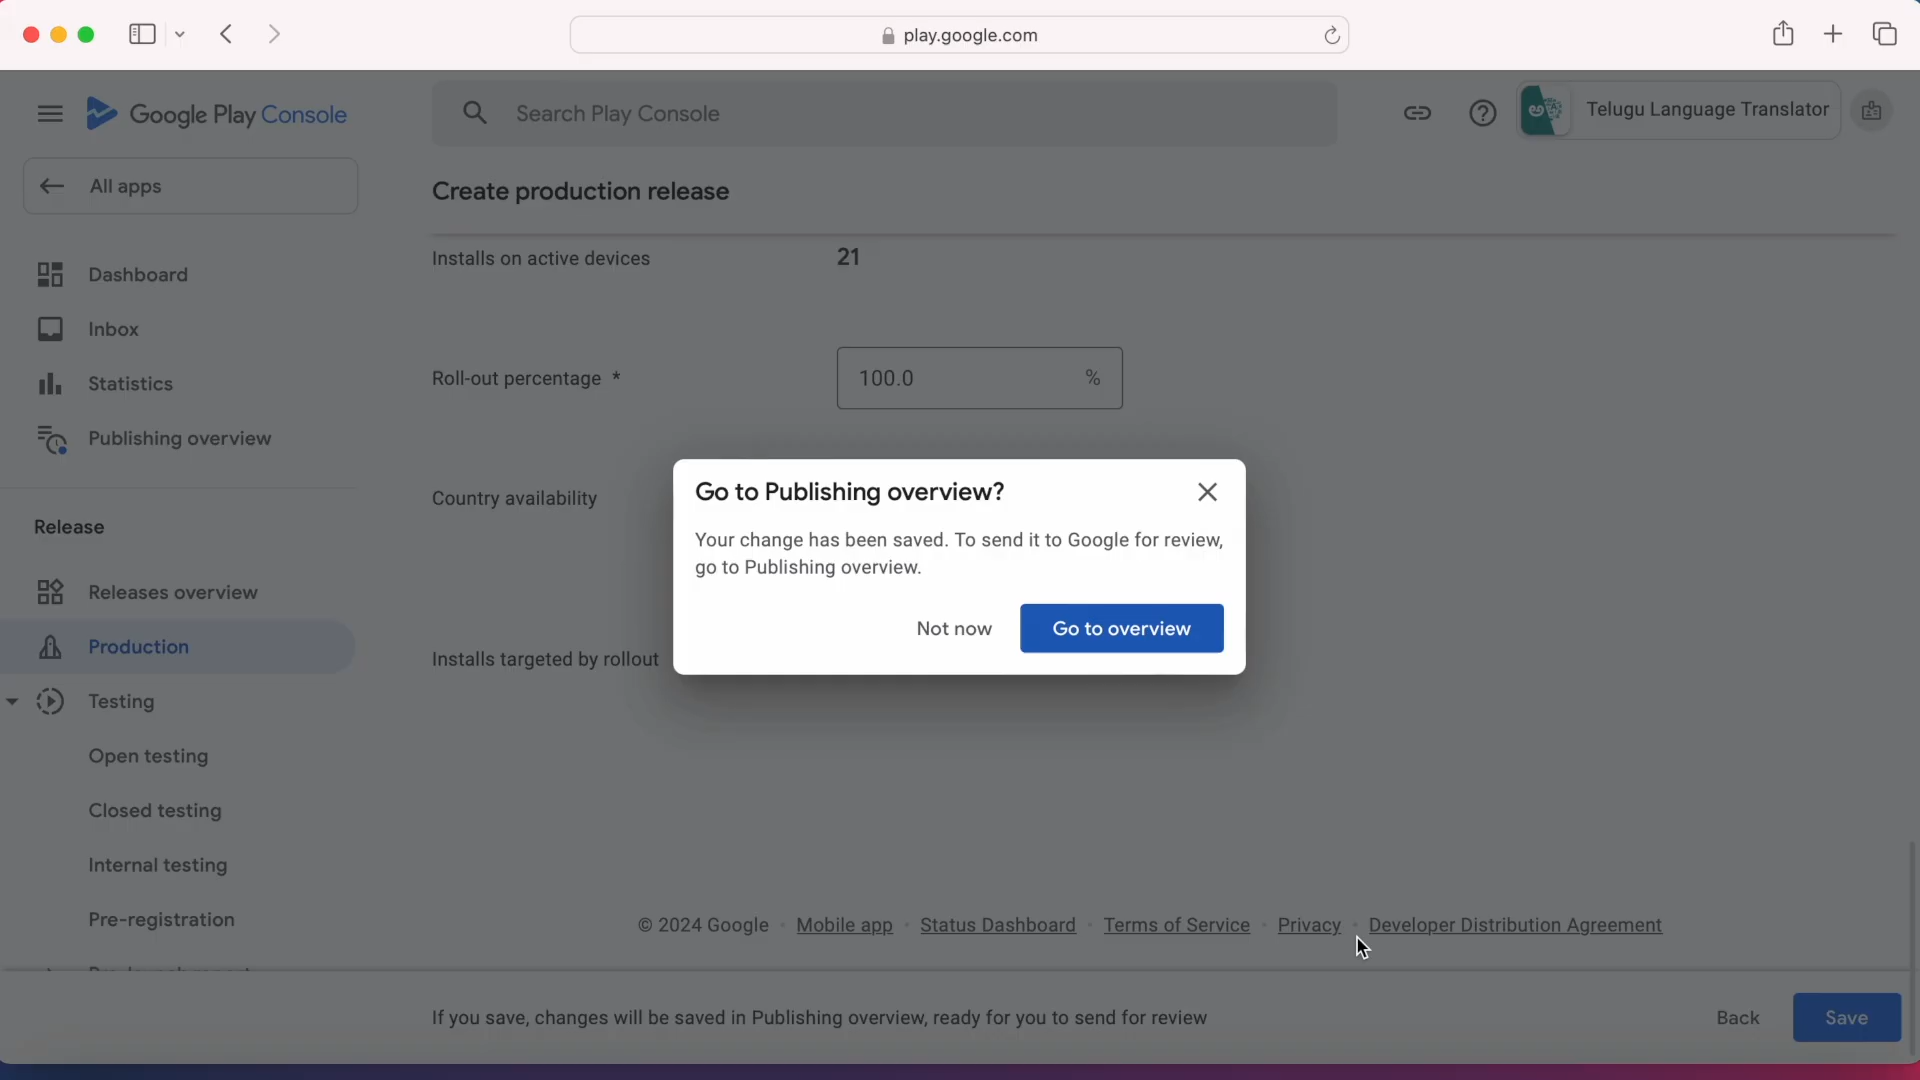 play.google.com
Google Play Console
Search Play Console
Telugu Language Translator
All apps
Create production release
Installs on active devices 21
Dashboard
Inbox
Roll-out percentage * 100.0 %
Statistics
Publishing overview
Go to Publishing overview?
Country availability
Your change has been saved. To send it to Google for review,
go to Publishing overview.
Release
Releases overview
Not now
Go to overview
Production
Installs targeted by rollout
Testing
Open testing
Closed testing
Internal testing
Pre-registration
© 2024 Google · Mobile app · Status Dashboard · Terms of Service · Privacy · Developer Distribution Agreement
If you save, changes will be saved in Publishing overview, ready for you to send for review
Back
Save